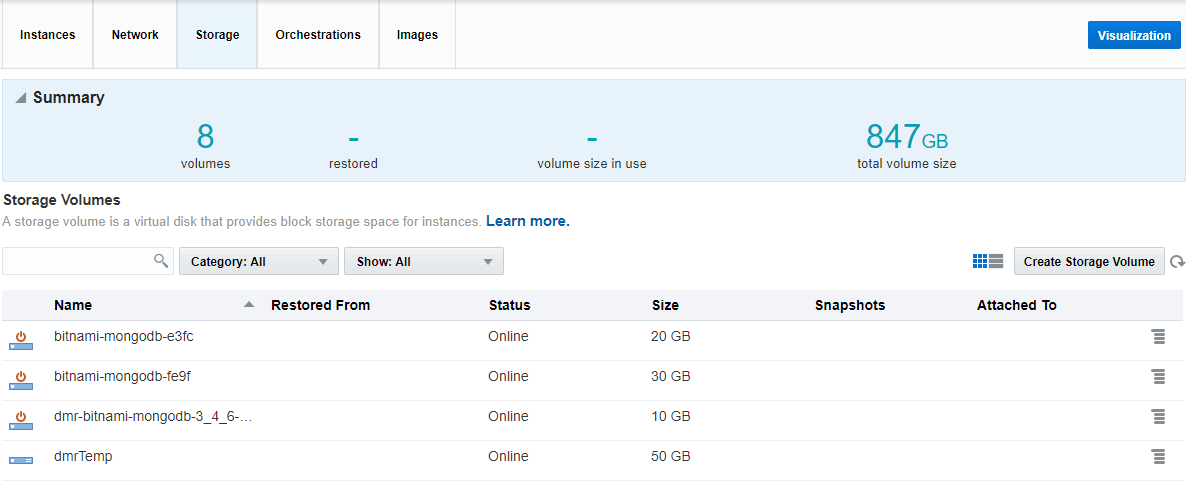 Instances Network Storage Orchestrations Images Visualization
Summary
8 - - 847GB
volumes restored volume size in use total volume size
Storage Volumes
A storage volume is a virtual disk that provides block storage space for instances. Learn more.
Category: All Show: All Create Storage Volume
Name Restored From Status Size Snapshots Attached To
bitnami-mongodb-e3fc Online 20 GB
bitnami-mongodb-fe9f Online 30 GB
dmr-bitnami-mongodb-3_4_6-… Online 10 GB
dmrTemp Online 50 GB